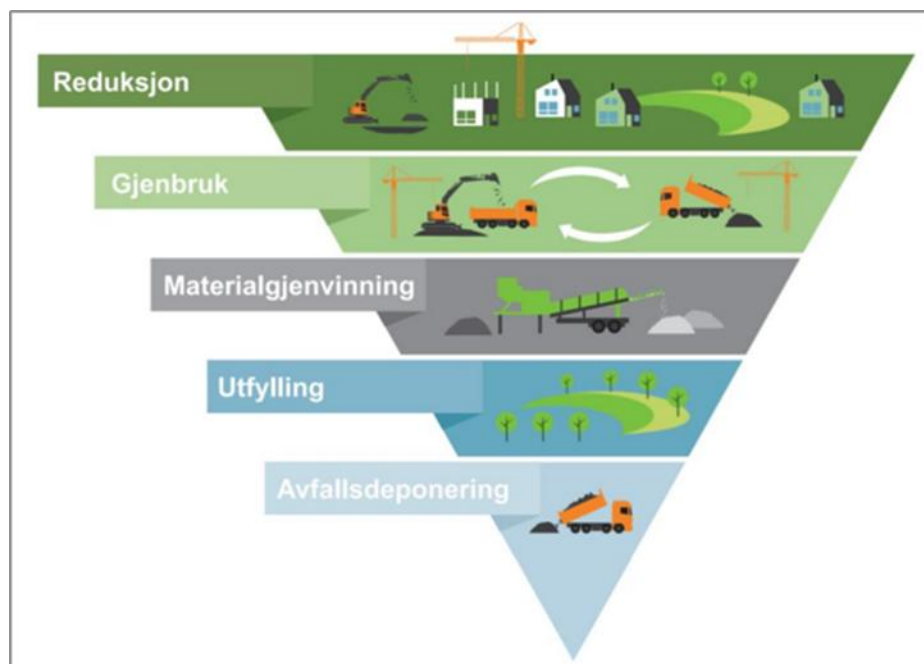 Reduksjon
Gjenbruk
Materialgjenvinning
Utfylling
Avfallsdeponering